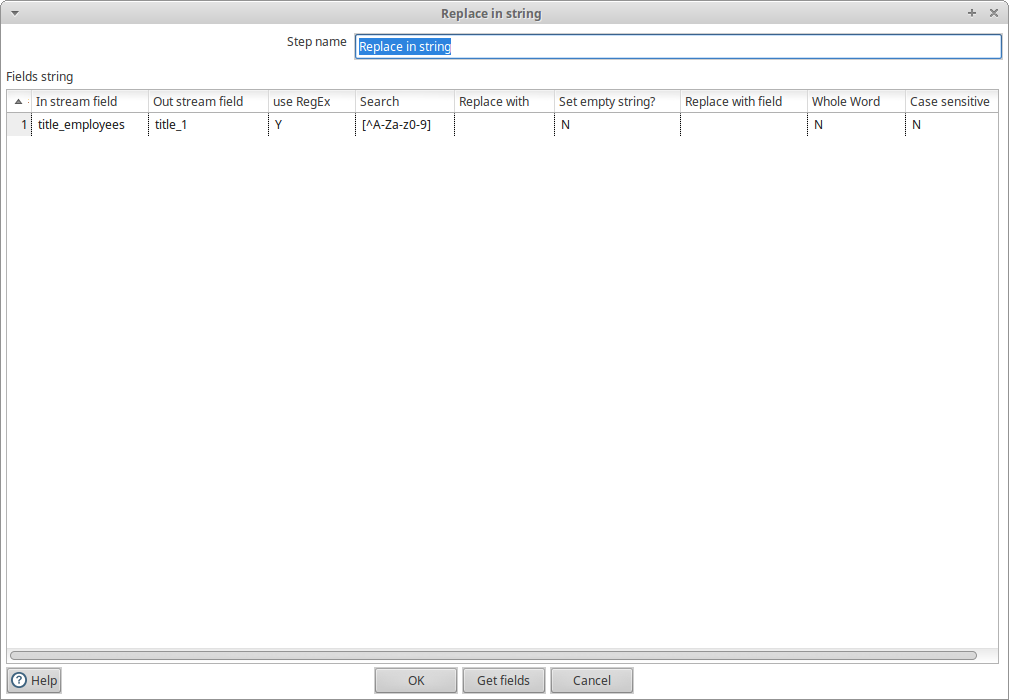 Replace in string
Step name Replace in string
Fields string
In stream field Out stream field use RegEx Search Replace with Set empty string? Replace with field Whole Word Case sensitive
1 title_employees title_1 Y [^A-Za-z0-9] N N N
Help OK Get fields Cancel